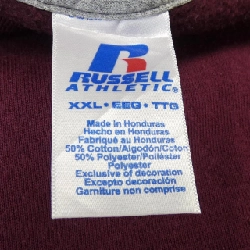 RUSSELL
ATHLETIC
XXL • EEG • TTG
Made in Honduras
Hecho en Honduras
Fabriqué au Honduras
50% Cotton/Algodón/Coton
50% Polyester/Poliéster
Polyester
Exclusive of decoration
Excepto decoración
Garniture non comprise